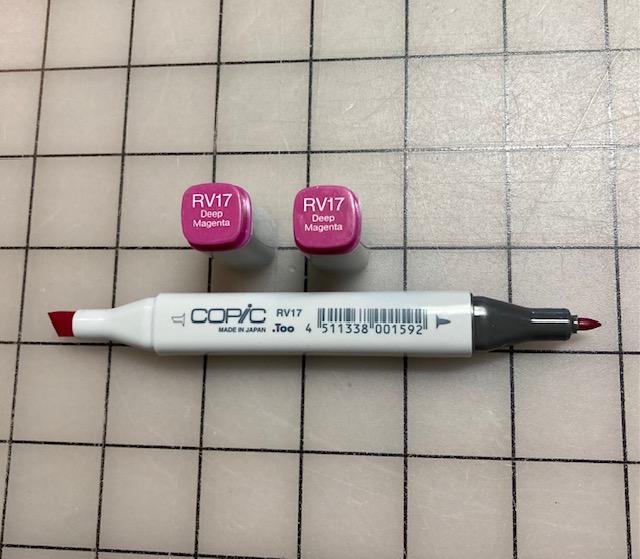 RV17
Deep
Magenta
RV17
Deep
Magenta
COPiC RV17
MADE IN JAPAN .Too 4 511338 001592